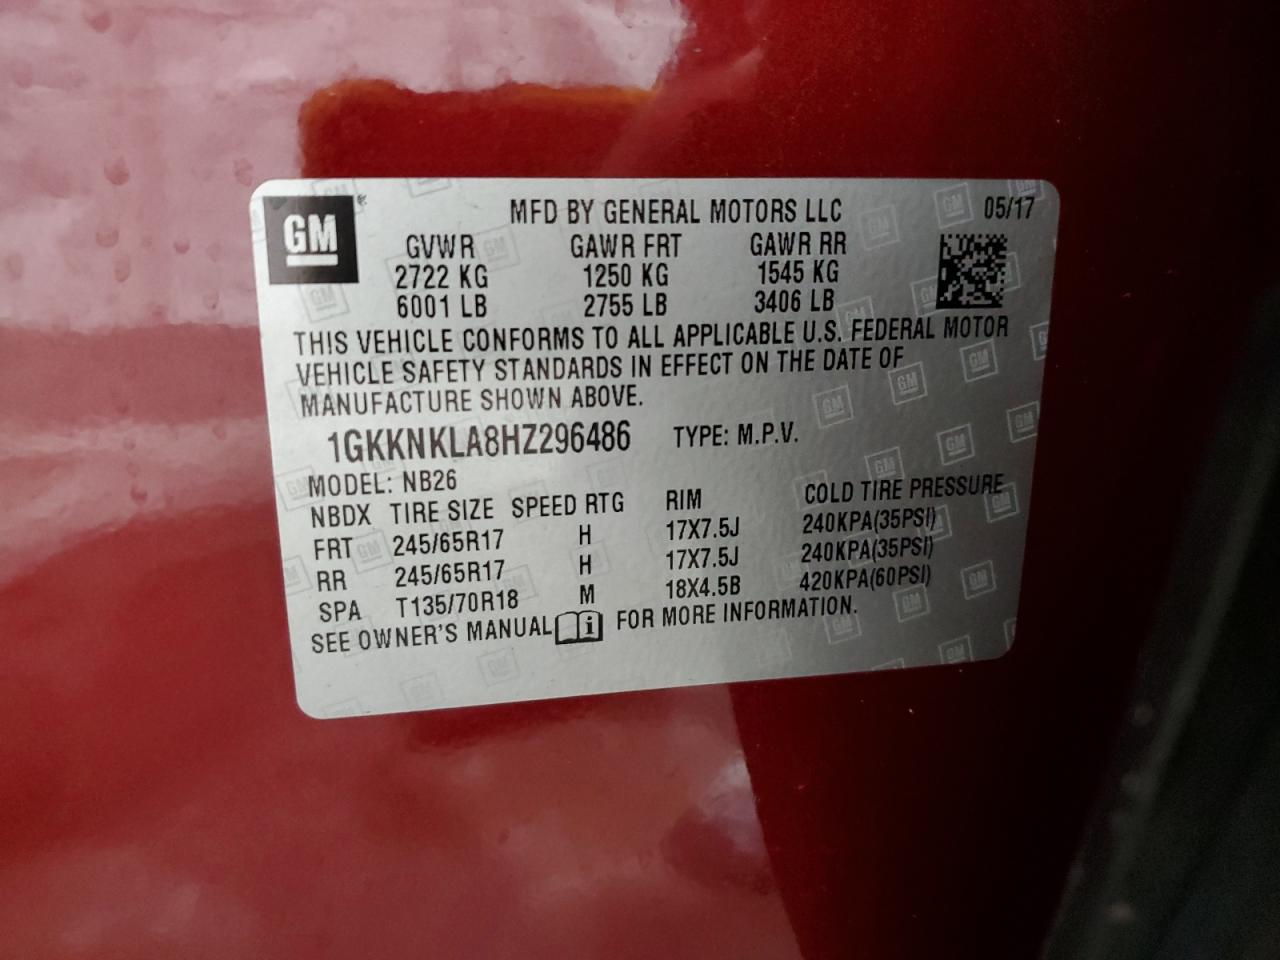 GM
MFD BY GENERAL MOTORS LLC 05/17
GVWR GAWR FRT GAWR RR
2722 KG 1250 KG 1545 KG
6001 LB 2755 LB 3406 LB
THIS VEHICLE CONFORMS TO ALL APPLICABLE U.S. FEDERAL MOTOR
VEHICLE SAFETY STANDARDS IN EFFECT ON THE DATE OF
MANUFACTURE SHOWN ABOVE.
1GKKNKLA8HZ296486 TYPE: M.P.V.
MODEL: NB26
NBDX TIRE SIZE SPEED RTG RIM COLD TIRE PRESSURE
FRT 245/65R17 H 17X7.5J 240KPA(35PSI)
RR 245/65R17 H 17X7.5J 240KPA(35PSI)
SPA T135/70R18 M 18X4.5B 420KPA(60PSI)
SEE OWNER'S MANUAL i FOR MORE INFORMATION.